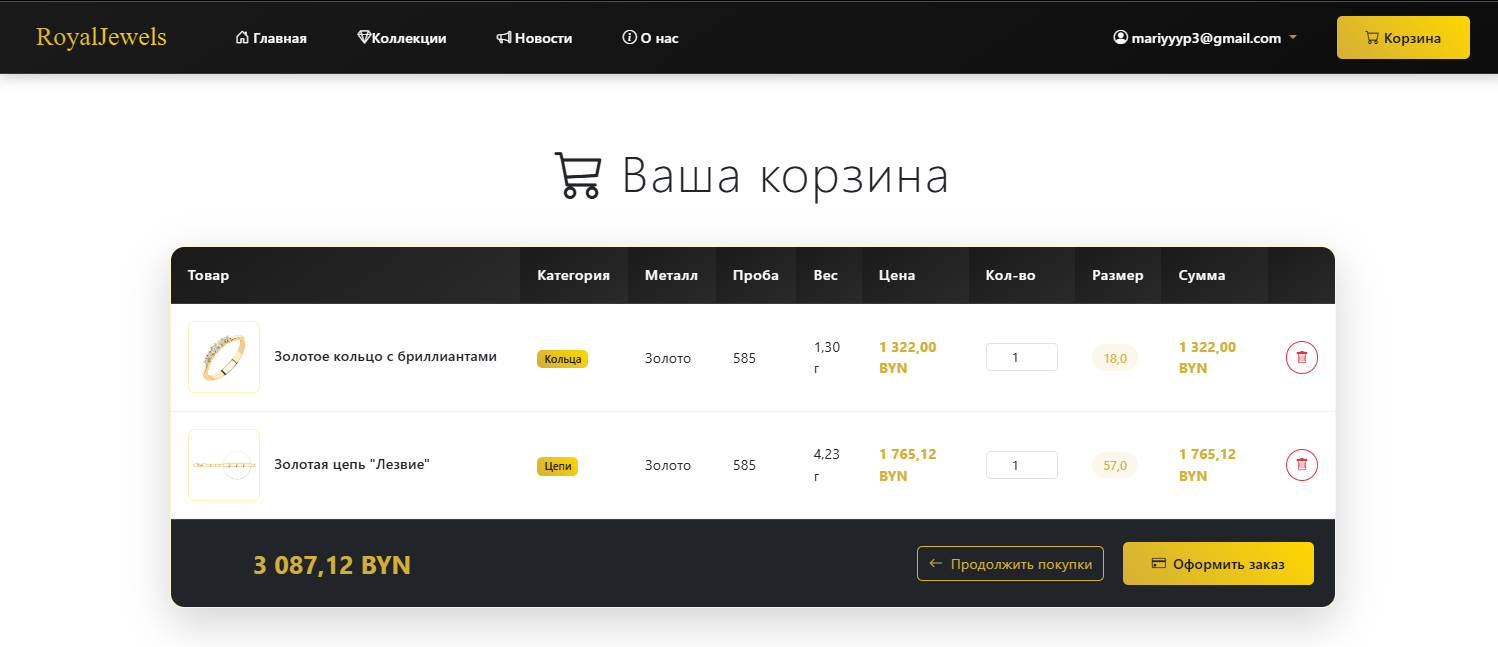 RoyalJewels Главная Коллекции Новости О нас mariyyyp3@gmail.com Корзина
Ваша корзина
Товар Категория Металл Проба Вес Цена Кол-во Размер Сумма
Золотое кольцо с бриллиантами Кольца Золото 585 1,30 г 1 322,00 BYN 1 18,0 1 322,00 BYN
Золотая цепь "Лезвие" Цепи Золото 585 4,23 г 1 765,12 BYN 1 57,0 1 765,12 BYN
3 087,12 BYN Продолжить покупки Оформить заказ